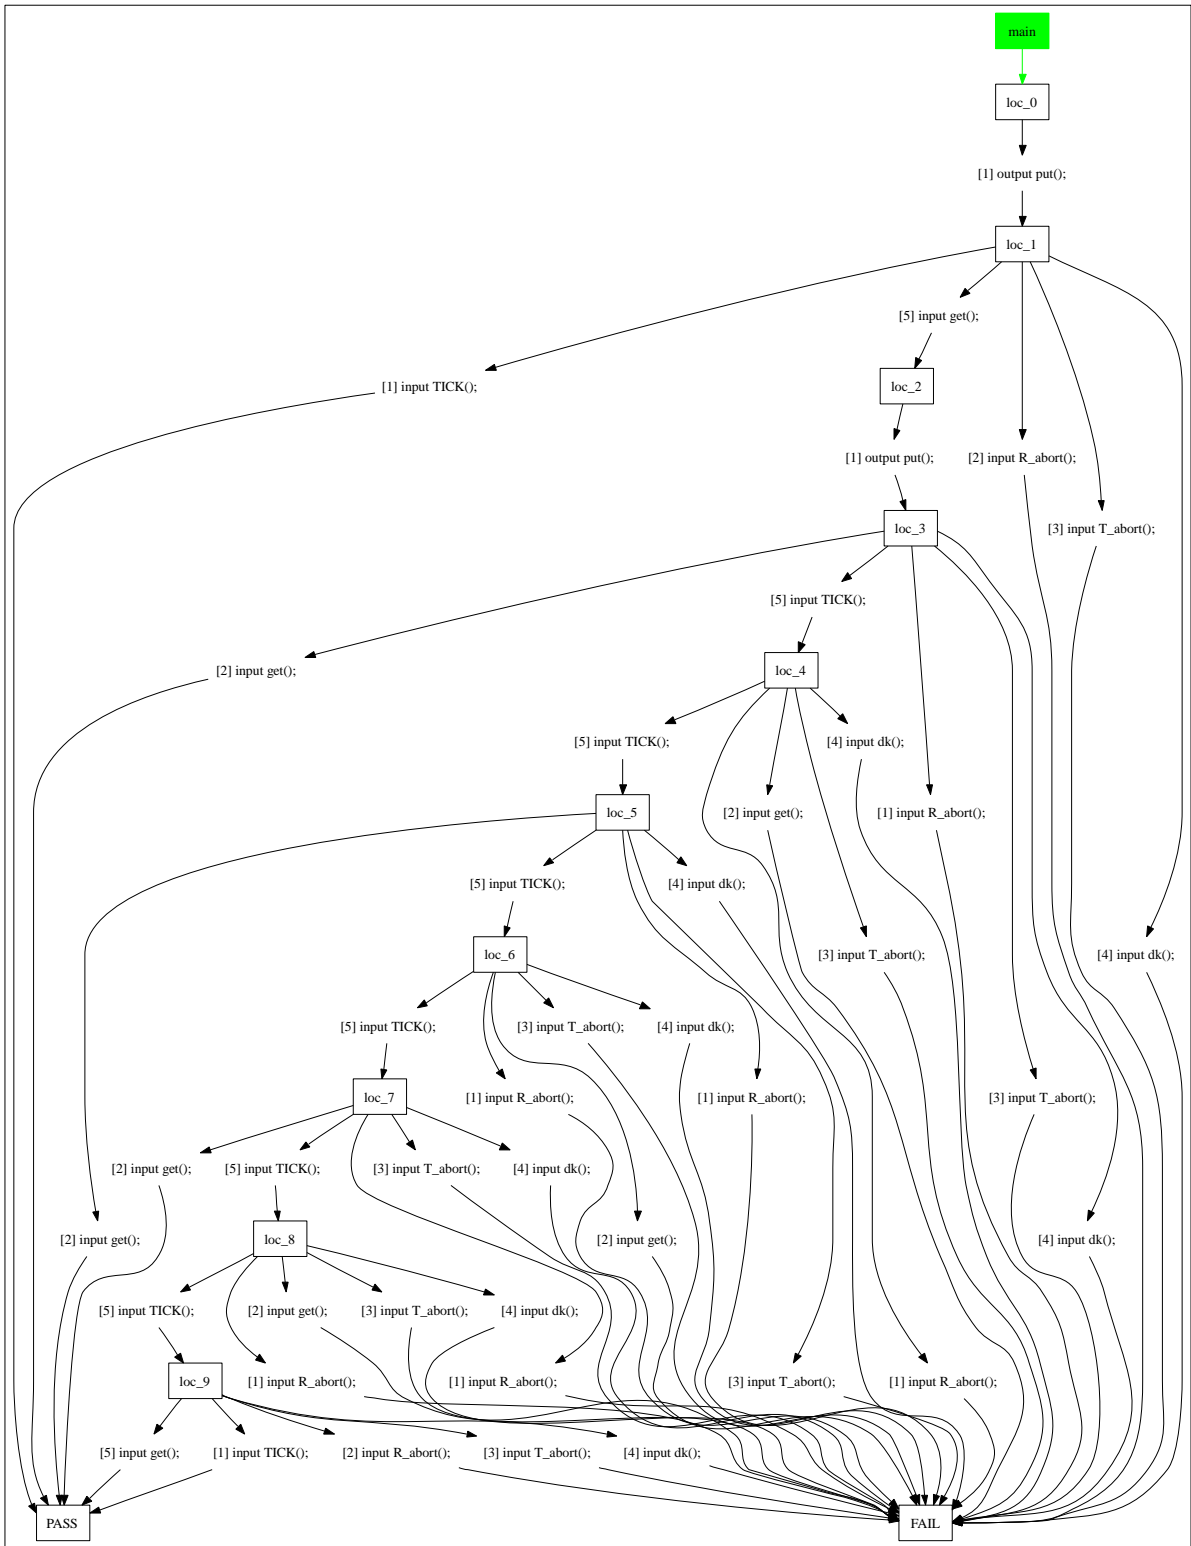 main
loc_0
[1] output put();
loc_1
[5] input get();
[1] input TICK();
loc_2
[1] output put();
[2] input R_abort();
loc_3
[3] input T_abort();
[5] input TICK();
[2] input get();
loc_4
[5] input TICK();
[4] input dk();
loc_5
[2] input get();
[1] input R_abort();
[5] input TICK();
[4] input dk();
loc_6
[3] input T_abort();
[4] input dk();
[5] input TICK();
[3] input T_abort();
[4] input dk();
loc_7
[1] input R_abort();
[1] input R_abort();
[3] input T_abort();
[2] input get();
[5] input TICK();
[3] input T_abort();
[4] input dk();
[2] input get();
loc_8
[2] input get();
[4] input dk();
[5] input TICK();
[2] input get();
[3] input T_abort();
[4] input dk();
loc_9
[1] input R_abort();
[1] input R_abort();
[3] input T_abort();
[1] input R_abort();
[5] input get();
[1] input TICK();
[2] input R_abort();
[3] input T_abort();
[4] input dk();
PASS
FAIL